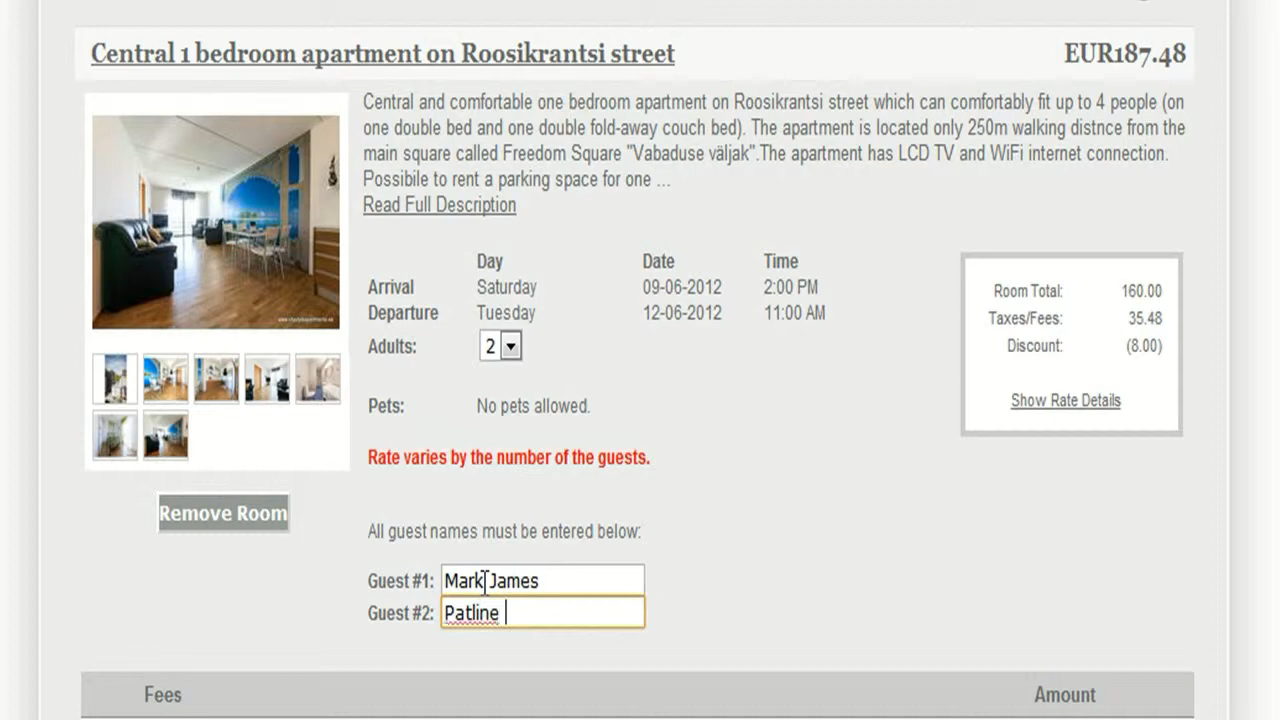 Central 1 bedroom apartment on Roosikrantsi street EUR187.48
Central and comfortable one bedroom apartment on Roosikrantsi street which can comfortably fit up to 4 people (on
one double bed and one double fold-away couch bed). The apartment is located only 250m walking distnce from the
main square called Freedom Square "Vabaduse väljak".The apartment has LCD TV and WiFi internet connection.
Possibile to rent a parking space for one ...
Read Full Description
Day Date Time
Arrival Saturday 09-06-2012 2:00 PM
Departure Tuesday 12-06-2012 11:00 AM
Adults: 2
Pets: No pets allowed.
Rate varies by the number of the guests.
Room Total: 160.00
Taxes/Fees: 35.48
Discount: (8.00)
Show Rate Details
Remove Room
All guest names must be entered below:
Guest #1: Mark James
Guest #2: Patline
Fees Amount